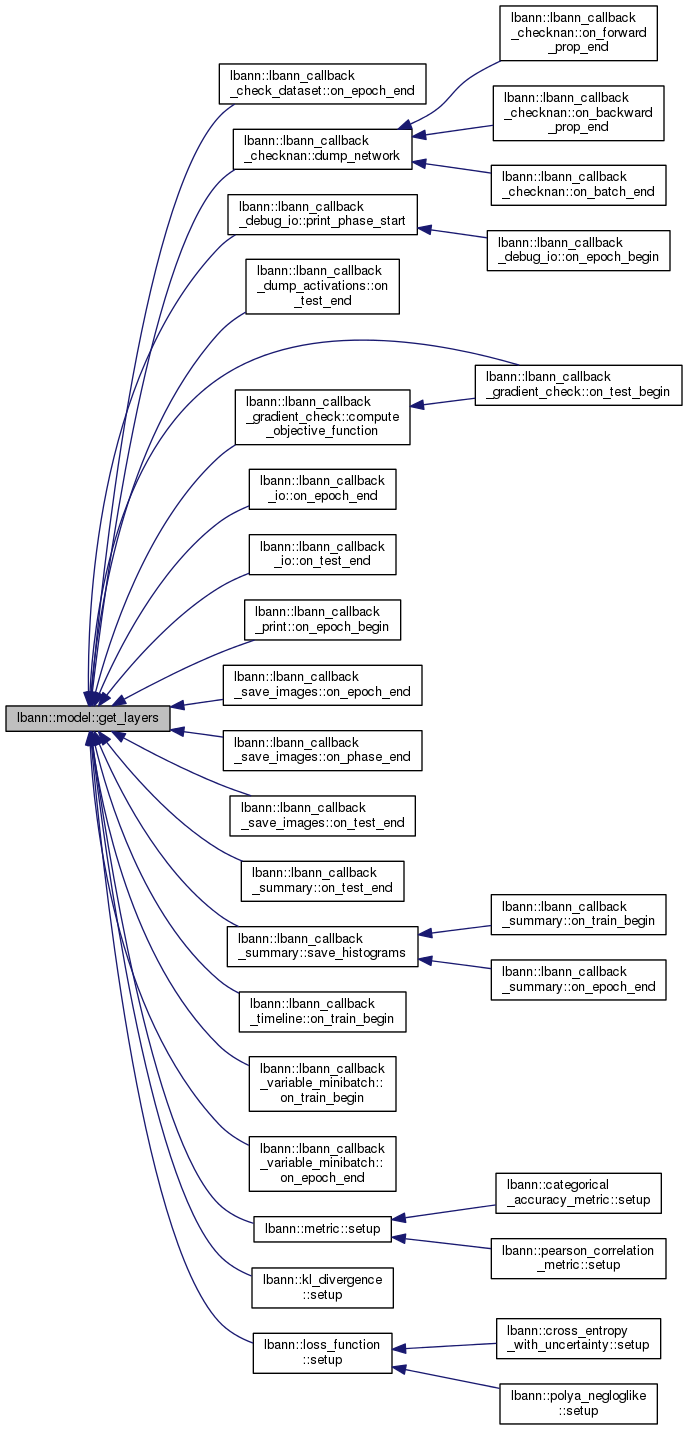 lbann::lbann_callback
_checknan::on_forward
_prop_end
lbann::lbann_callback
_check_dataset::on_epoch_end
lbann::lbann_callback
_checknan::on_backward
_prop_end
lbann::lbann_callback
_checknan::dump_network
lbann::lbann_callback
_checknan::on_batch_end
lbann::lbann_callback
_debug_io::print_phase_start
lbann::lbann_callback
_debug_io::on_epoch_begin
lbann::lbann_callback
_dump_activations::on
_test_end
lbann::lbann_callback
_gradient_check::on_test_begin
lbann::lbann_callback
_gradient_check::compute
_objective_function
lbann::lbann_callback
_io::on_epoch_end
lbann::lbann_callback
_io::on_test_end
lbann::lbann_callback
_print::on_epoch_begin
lbann::lbann_callback
_save_images::on_epoch_end
lbann::model::get_layers
lbann::lbann_callback
_save_images::on_phase_end
lbann::lbann_callback
_save_images::on_test_end
lbann::lbann_callback
_summary::on_test_end
lbann::lbann_callback
_summary::on_train_begin
lbann::lbann_callback
_summary::save_histograms
lbann::lbann_callback
_summary::on_epoch_end
lbann::lbann_callback
_timeline::on_train_begin
lbann::lbann_callback
_variable_minibatch::
on_train_begin
lbann::lbann_callback
_variable_minibatch::
on_epoch_end
lbann::categorical
_accuracy_metric::setup
lbann::metric::setup
lbann::pearson_correlation
_metric::setup
lbann::kl_divergence
::setup
lbann::cross_entropy
_with_uncertainty::setup
lbann::loss_function
::setup
lbann::polya_negloglike
::setup